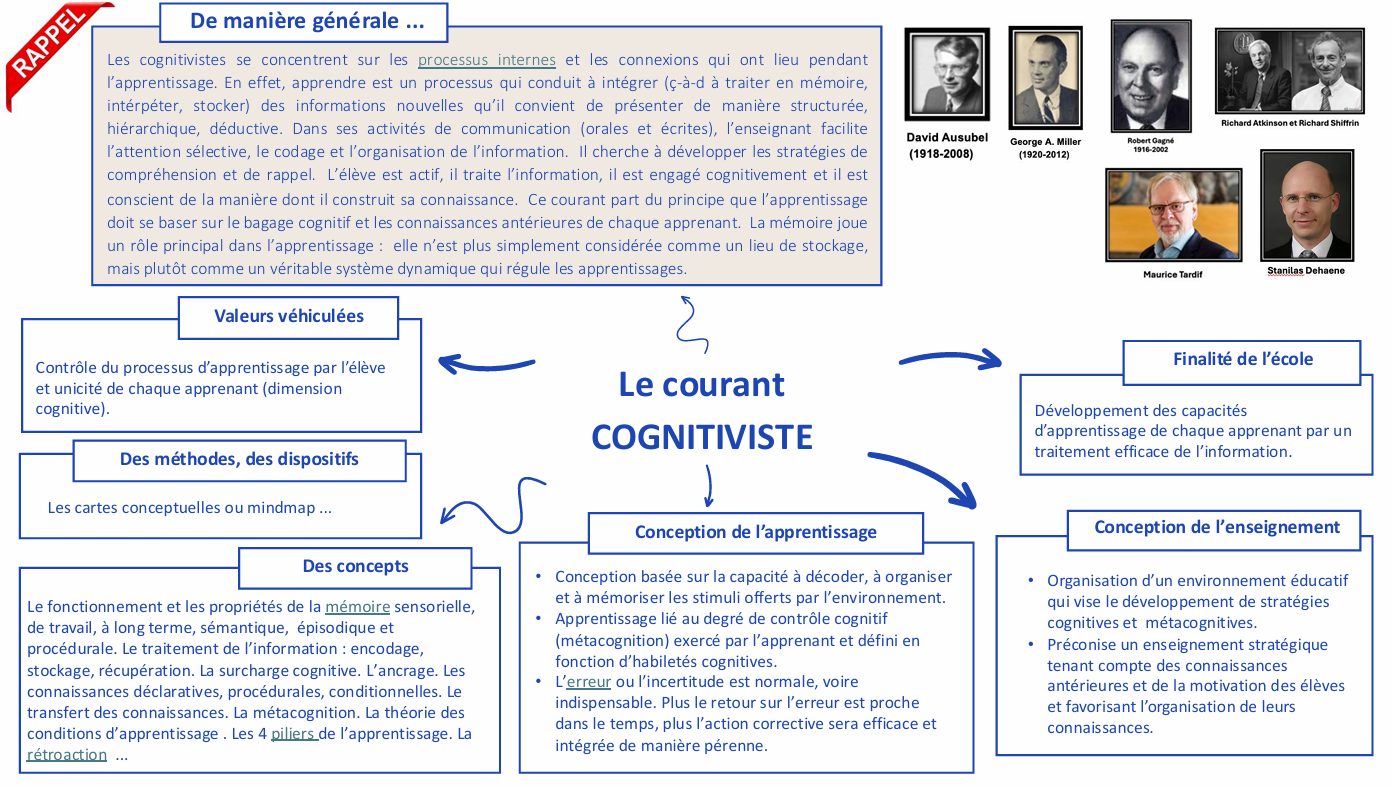 RAPPEL
De manière générale ...
Les cognitivistes se concentrent sur les processus internes et les connexions qui ont lieu pendant
l'apprentissage. En effet, apprendre est un processus qui conduit à intégrer (ç-à-d à traiter en mémoire,
intérpéter, stocker) des informations nouvelles qu'il convient de présenter de manière structurée,
hiérarchique, déductive. Dans ses activités de communication (orales et écrites), l'enseignant facilite
l'attention sélective, le codage et l'organisation de l'information. Il cherche à développer les stratégies de
compréhension et de rappel. L'élève est actif, il traite l'information, il est engagé cognitivement et il est
conscient de la manière dont il construit sa connaissance. Ce courant part du principe que l'apprentissage
doit se baser sur le bagage cognitif et les connaissances antérieures de chaque apprenant. La mémoire joue
un rôle principal dans l'apprentissage : elle n'est plus simplement considérée comme un lieu de stockage,
mais plutôt comme un véritable système dynamique qui régule les apprentissages.
David Ausubel
(1918-2008)
George A. Miller
(1920-2012)
Robert Gagné
1916-2002
Richard Atkinson et Richard Shiffrin
Maurice Tardif
Stanilas Dehaene
Valeurs véhiculées
Contrôle du processus d'apprentissage par l'élève
et unicité de chaque apprenant (dimension
cognitive).
Le courant
COGNITIVISTE
Finalité de l'école
Développement des capacités
d'apprentissage de chaque apprenant par un
traitement efficace de l'information.
Des méthodes, des dispositifs
Les cartes conceptuelles ou mindmap ...
Des concepts
Le fonctionnement et les propriétés de la mémoire sensorielle,
de travail, à long terme, sémantique, épisodique et
procédurale. Le traitement de l'information : encodage,
stockage, récupération. La surcharge cognitive. L'ancrage. Les
connaissances déclaratives, procédurales, conditionnelles. Le
transfert des connaissances. La métacognition. La théorie des
conditions d'apprentissage . Les 4 piliers de l'apprentissage. La
rétroaction ...
Conception de l'apprentissage
• Conception basée sur la capacité à décoder, à organiser
et à mémoriser les stimuli offerts par l'environnement.
• Apprentissage lié au degré de contrôle cognitif
(métacognition) exercé par l'apprenant et défini en
fonction d'habiletés cognitives.
• L'erreur ou l'incertitude est normale, voire
indispensable. Plus le retour sur l'erreur est proche
dans le temps, plus l'action corrective sera efficace et
intégrée de manière pérenne.
Conception de l'enseignement
• Organisation d'un environnement éducatif
qui vise le développement de stratégies
cognitives et métacognitives.
• Préconise un enseignement stratégique
tenant compte des connaissances
antérieures et de la motivation des élèves
et favorisant l'organisation de leurs
connaissances.